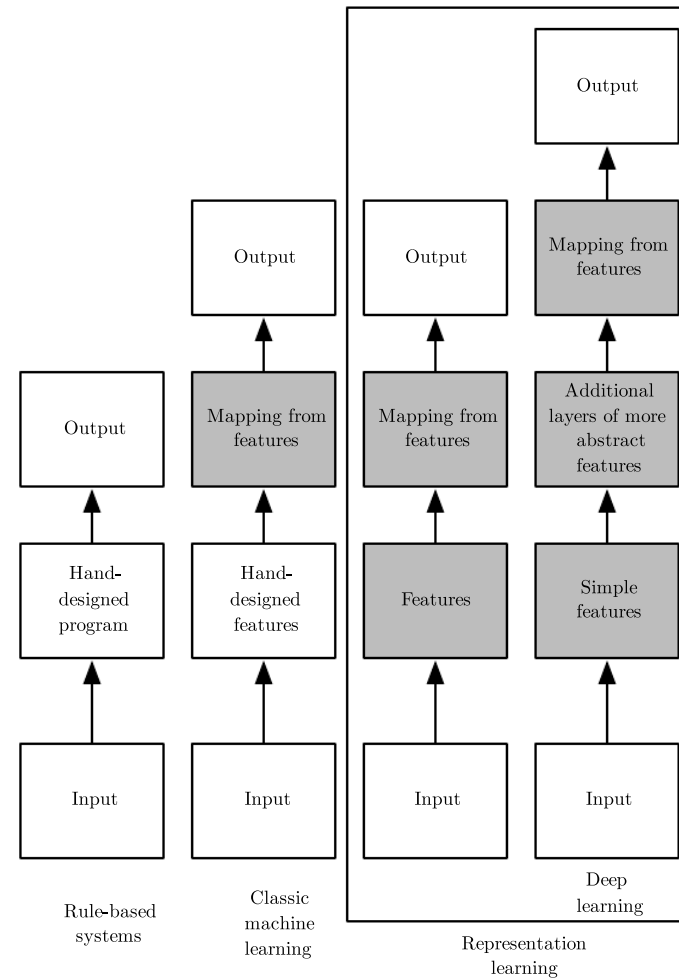 Output
Mapping from
features
Output
Output
Additional
layers of more
abstract
features
Mapping from
features
Mapping from
features
Output
Simple
features
Features
Hand-
designed
features
Hand-
designed
program
Input
Input
Input
Input
Rule-based
systems
Classic
machine
learning
Deep
learning
Representation
learning